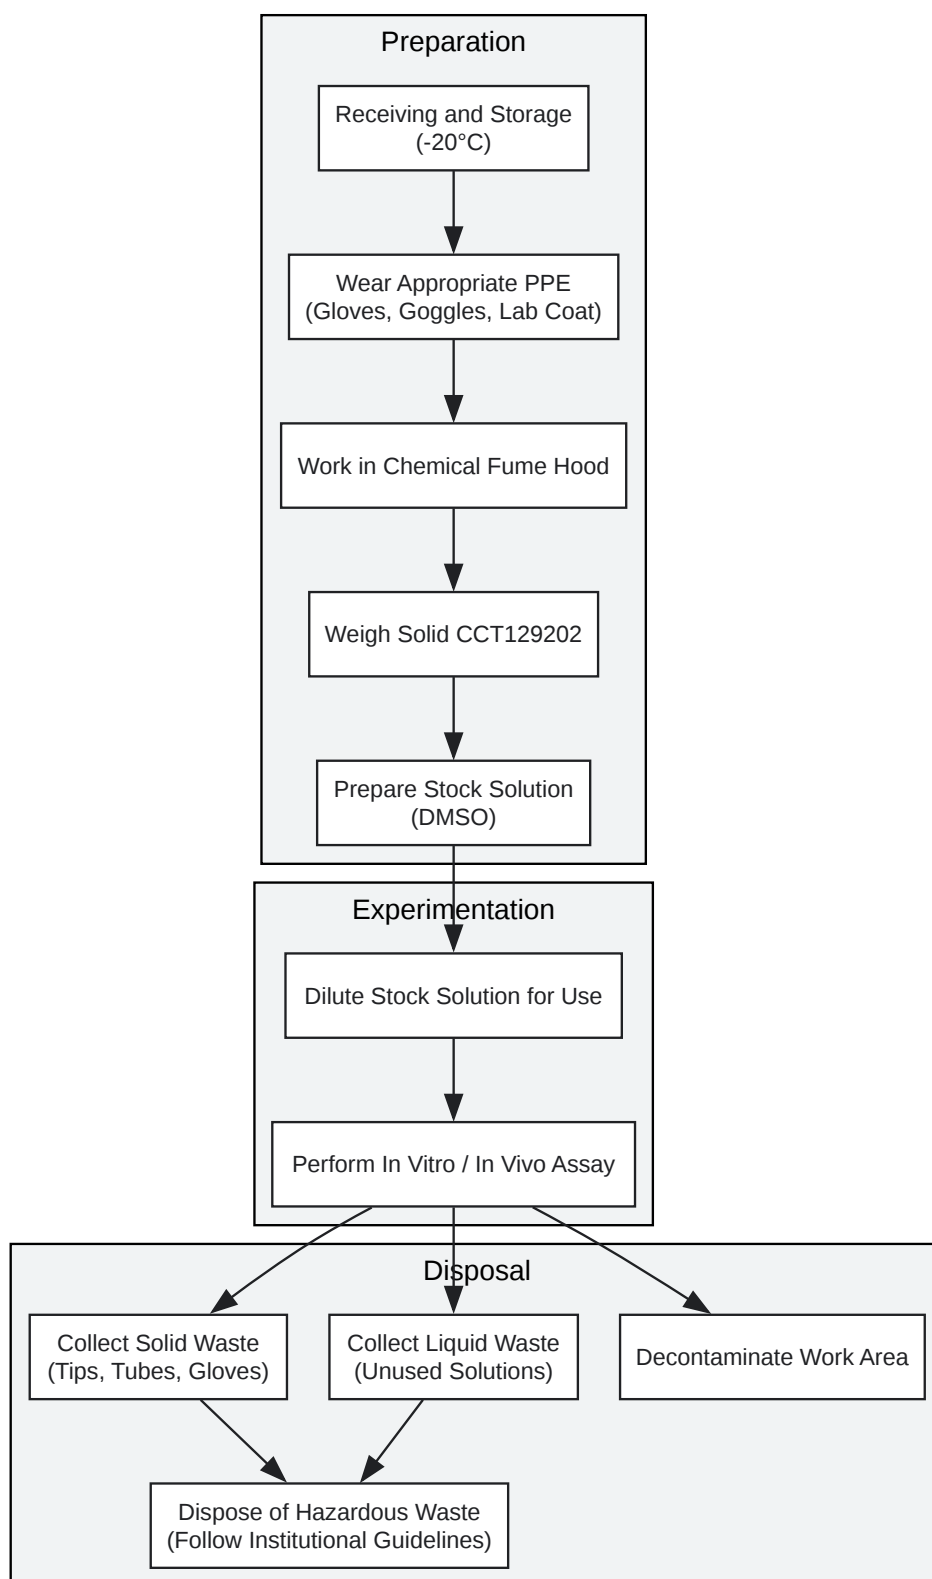 Preparation
Receiving and Storage
(-20°C)
Wear Appropriate PPE
(Gloves, Goggles, Lab Coat)
Work in Chemical Fume Hood
Weigh Solid CCT129202
Prepare Stock Solution
(DMSO)
Experimentation
Dilute Stock Solution for Use
Perform In Vitro / In Vivo Assay
Disposal
Collect Solid Waste
(Tips, Tubes, Gloves)
Collect Liquid Waste
(Unused Solutions)
Decontaminate Work Area
Dispose of Hazardous Waste
(Follow Institutional Guidelines)